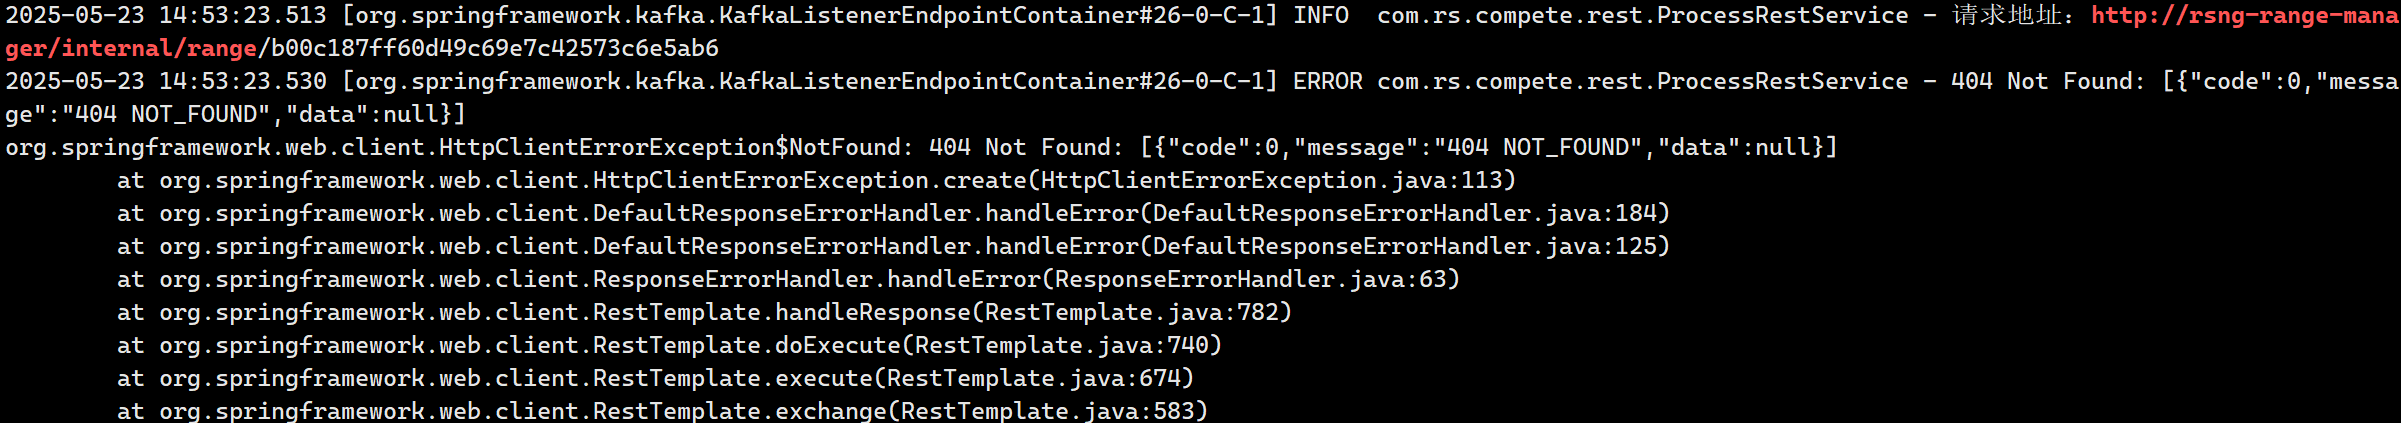 2025-05-23 14:53:23.513 [org.springframework.kafka.KafkaListenerEndpointContainer#26-0-C-1] INFO  com.rs.compete.rest.ProcessRestService - 请求地址：http://rsng-range-mana
ger/internal/range/b00c187ff60d49c69e7c42573c6e5ab6
2025-05-23 14:53:23.530 [org.springframework.kafka.KafkaListenerEndpointContainer#26-0-C-1] ERROR com.rs.compete.rest.ProcessRestService - 404 Not Found: [{"code":0,"messa
ge":"404 NOT_FOUND","data":null}]
org.springframework.web.client.HttpClientErrorException$NotFound: 404 Not Found: [{"code":0,"message":"404 NOT_FOUND","data":null}]
        at org.springframework.web.client.HttpClientErrorException.create(HttpClientErrorException.java:113)
        at org.springframework.web.client.DefaultResponseErrorHandler.handleError(DefaultResponseErrorHandler.java:184)
        at org.springframework.web.client.DefaultResponseErrorHandler.handleError(DefaultResponseErrorHandler.java:125)
        at org.springframework.web.client.ResponseErrorHandler.handleError(ResponseErrorHandler.java:63)
        at org.springframework.web.client.RestTemplate.handleResponse(RestTemplate.java:782)
        at org.springframework.web.client.RestTemplate.doExecute(RestTemplate.java:740)
        at org.springframework.web.client.RestTemplate.execute(RestTemplate.java:674)
        at org.springframework.web.client.RestTemplate.exchange(RestTemplate.java:583)